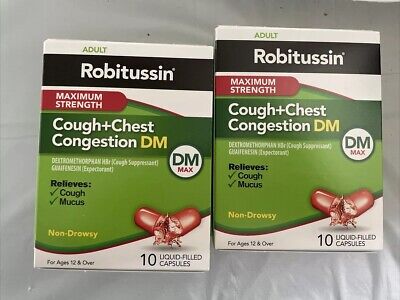 ADULT
Robitussin®
MAXIMUM
STRENGTH
Cough+Chest
Congestion DM
DEXTROMETHORPHAN HBr (Cough Suppressant)
GUAIFENESIN (Expectorant)
DM
MAX
Relieves:
✓ Cough
✓ Mucus
Non-Drowsy
For Ages 12 & Over
10 LIQUID-FILLED
CAPSULES
ADULT
Robitussin®
MAXIMUM
STRENGTH
Cough+Chest
Congestion DM
DEXTROMETHORPHAN HBr (Cough Suppressant)
GUAIFENESIN (Expectorant)
DM
MAX
Relieves:
✓ Cough
✓ Mucus
Non-Drowsy
For Ages 12 & Over
10 LIQUID-FILLED
CAPSULES